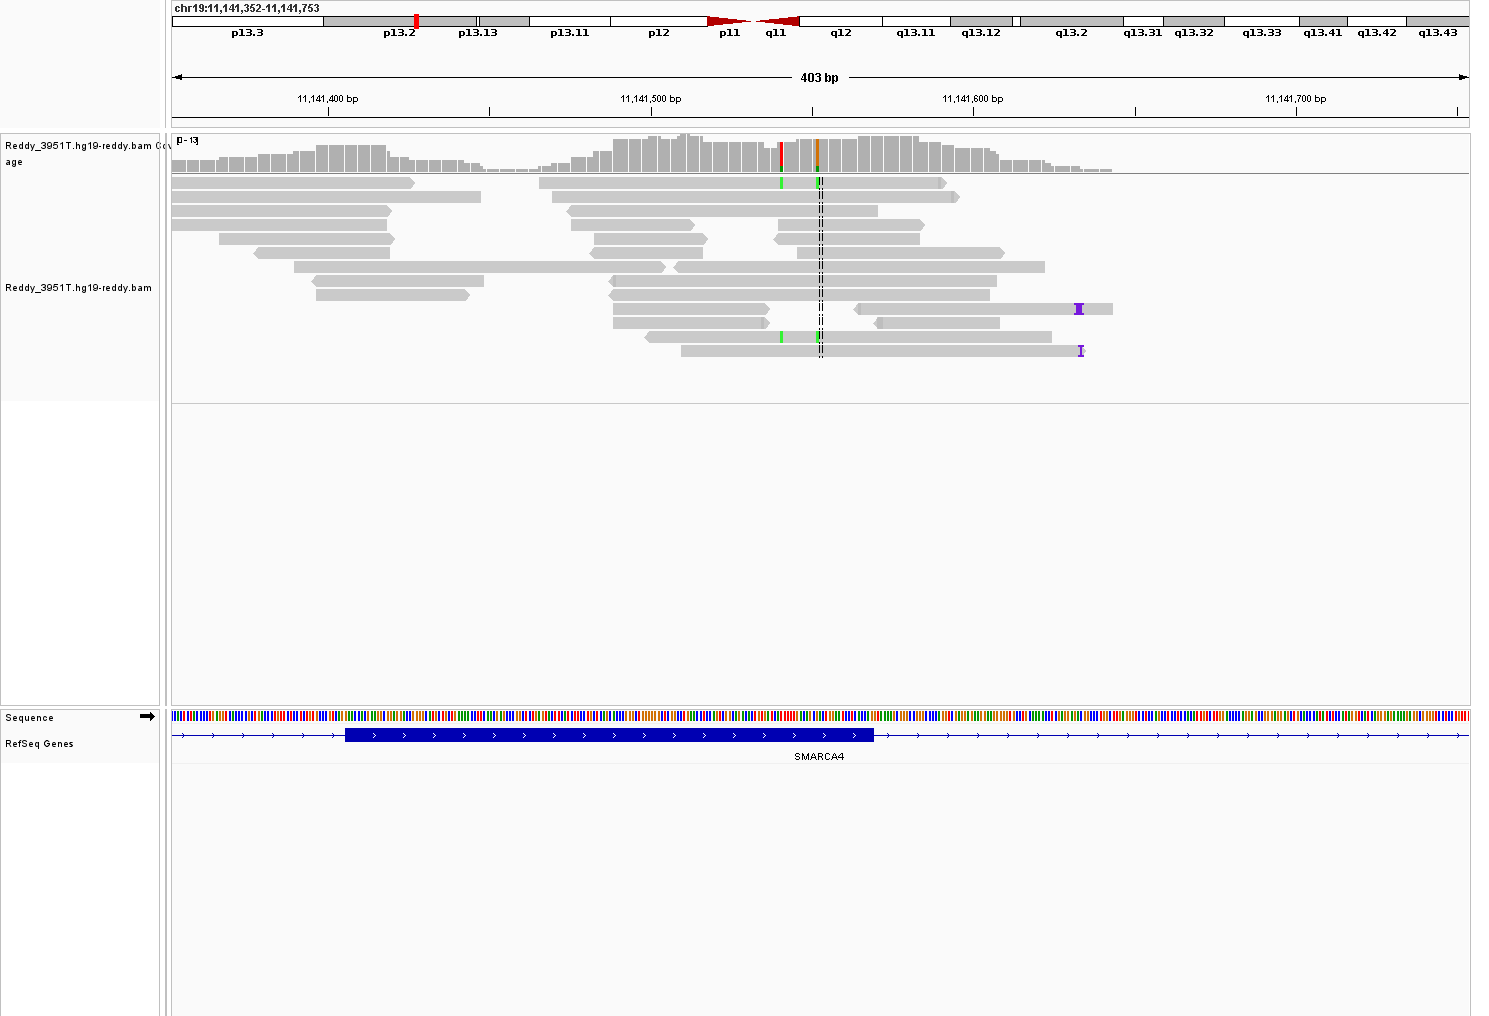 chr19:11,141,352-11,141,753
p13.3 p13.2 p13.13 p13.11 p12 p11 q11 q12 q13.11 q13.12 q13.2 q13.31 q13.32 q13.33 q13.41 q13.42 q13.43
403 bp
11,141,400 bp 11,141,500 bp 11,141,600 bp 11,141,700 bp
Reddy_3951T.hg19-reddy.bam Cov
age
[0 - 13]
Reddy_3951T.hg19-reddy.bam
Sequence
RefSeq Genes
SMARCA4